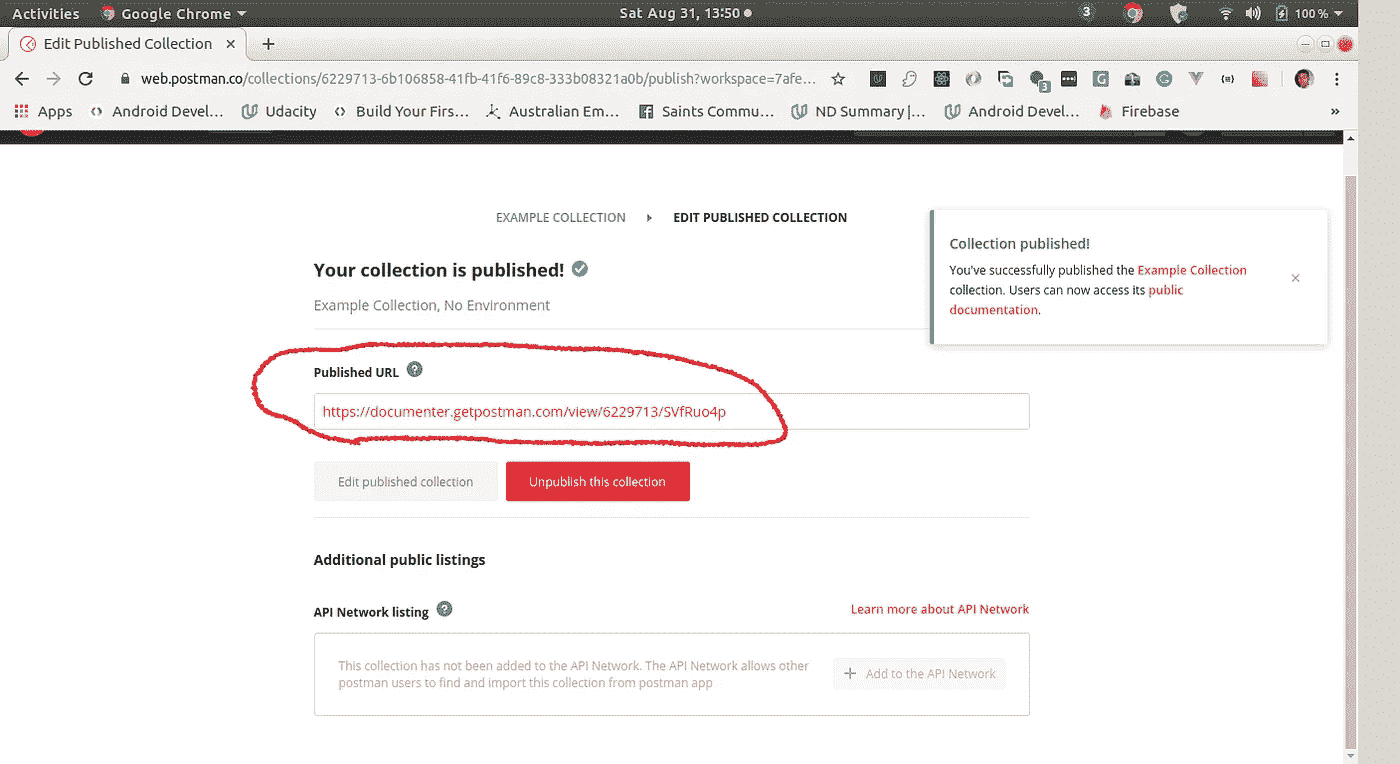 Activities Google Chrome Sat Aug 31, 13:50 3 100 %
Edit Published Collection
web.postman.co/collections/6229713-6b106858-41fb-41f6-89c8-333b08321a0b/publish?workspace=7afe... 3
Apps Android Devel... Udacity Build Your Firs... Australian Em... Saints Commu... ND Summary |... Android Devel... Firebase »
EXAMPLE COLLECTION EDIT PUBLISHED COLLECTION
Collection published!
You've successfully published the Example Collection
collection. Users can now access its public
documentation.
Your collection is published!
Example Collection, No Environment
Published URL ?
https://documenter.getpostman.com/view/6229713/SVfRuo4p
Edit published collection Unpublish this collection
Additional public listings
API Network listing ? Learn more about API Network
This collection has not been added to the API Network. The API Network allows other
postman users to find and import this collection from postman app
+ Add to the API Network